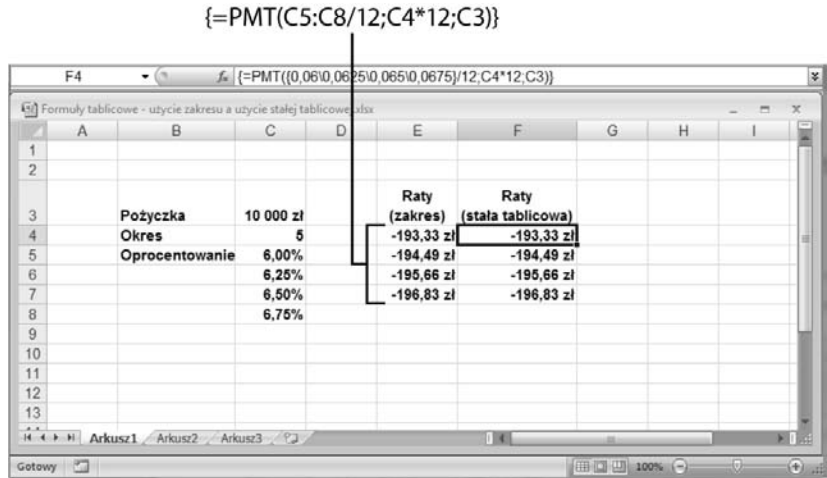 {=PMT(C5:C8/12;C4*12;C3)}
F4 fx {=PMT({0,06\0,0625\0,065\0,0675}/12;C4*12;C3)}
Formuły tablicowe - użycie zakresu a użycie stałej tablicowej.xlsx
A B C D E F G H I
1
2
Raty Raty
3 Pożyczka 10 000 zł (zakres) (stała tablicowa)
4 Okres 5 -193,33 zł -193,33 zł
5 Oprocentowanie 6,00% -194,49 zł -194,49 zł
6 6,25% -195,66 zł -195,66 zł
7 6,50% -196,83 zł -196,83 zł
8 6,75%
9
10
11
12
13
Arkusz1 Arkusz2 Arkusz3
Gotowy 100%